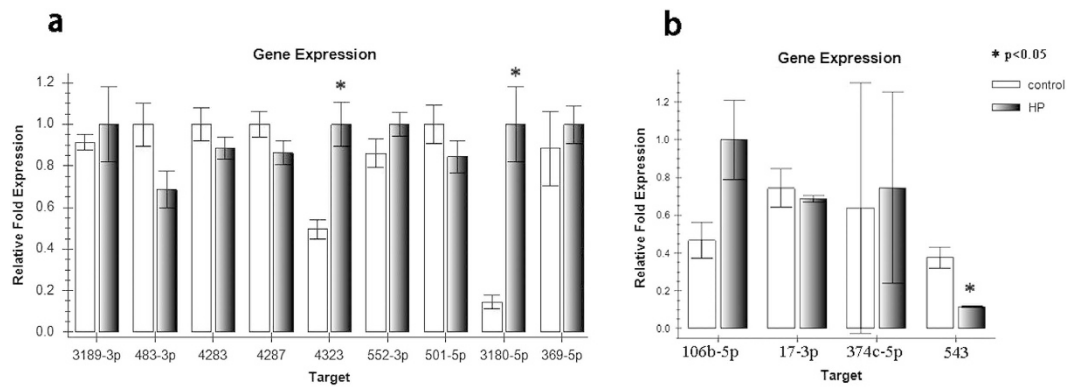 a
Gene Expression
Relative Fold Expression
1.2
1.0
0.8
0.6
0.4
0.2
0.0
*
*
3189-3p 483-3p 4283 4287 4323 552-3p 501-5p 3180-5p 369-5p
Target
b
* p<0.05
Gene Expression
control
HP
Relative Fold Expression
1.2
1.0
0.8
0.6
0.4
0.2
0.0
*
106b-5p 17-3p 374c-5p 543
Target